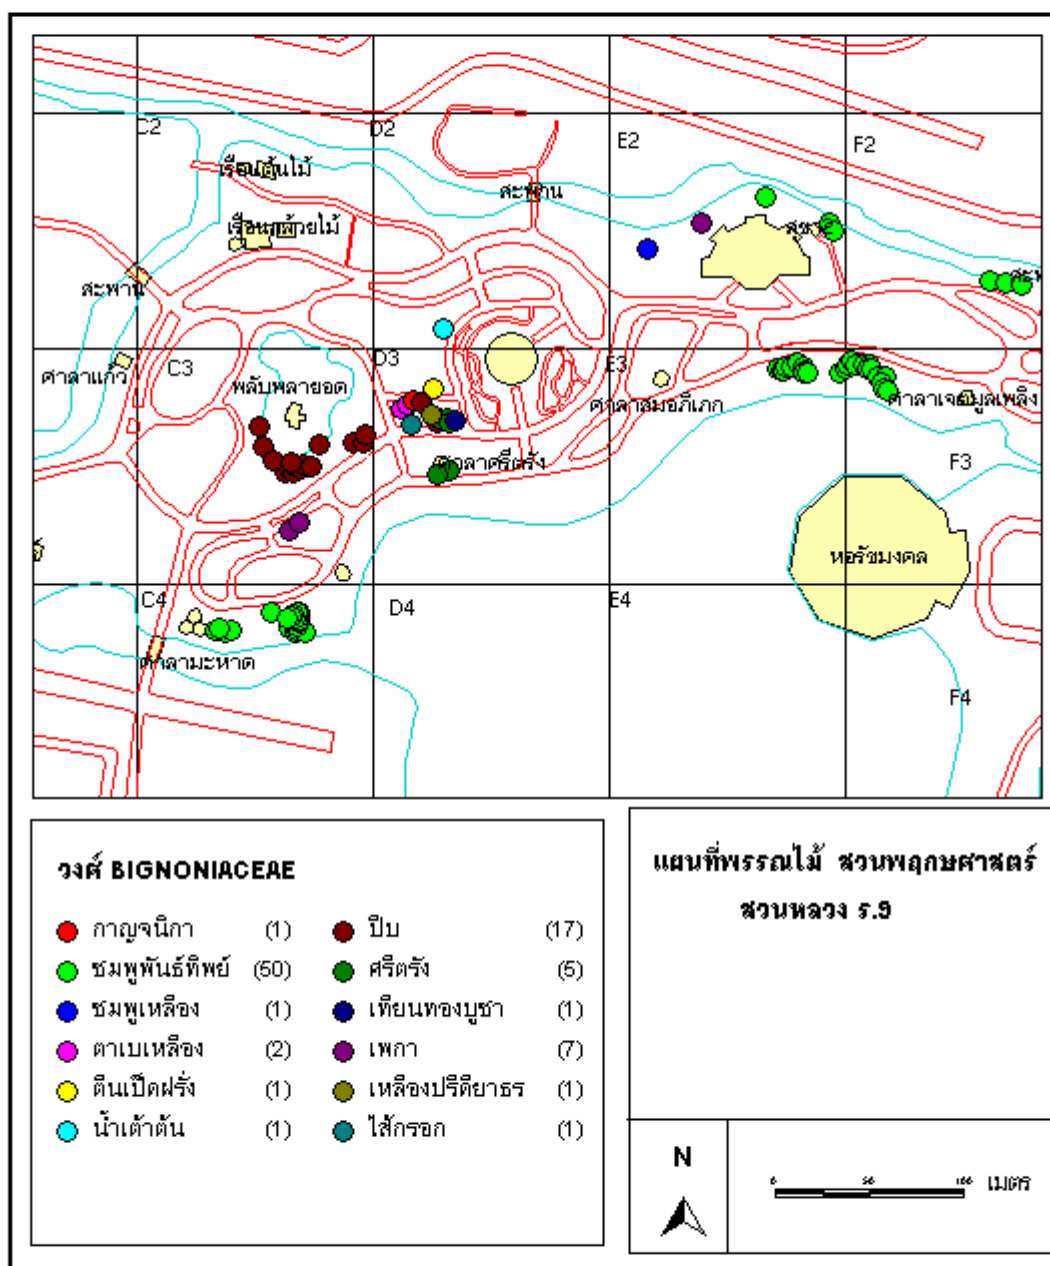 C2
D2
E2
F2
เรือนต้นไม้
สะพาน
เรือนกล้วยไม้
สุขา
สะพาน
สะพ
ศาลาแก้ว
C3
D3
E3
พลับพลายอด
ศาลาสมอภิเภก
ศาลาเจตมูลเพลิง
ศาลาศรีตรัง
F3
หอรัชมงคล
C4
D4
E4
ศาลามะหาด
F4
วงศ์ BIGNONIACEAE
กาญจนิกา (1)
ชมพูพันธ์ทิพย์ (50)
ชมพูเหลือง (1)
ตาเบเหลือง (2)
ตีนเป็ดฝรั่ง (1)
น้ำเต้าต้น (1)
ปีบ (17)
ศรีตรัง (5)
เทียนทองบูชา (1)
เพกา (7)
เหลืองปรีดียาธร (1)
ไส้กรอก (1)
แผนที่พรรณไม้ สวนพฤกษศาสตร์
สวนหลวง ร.9
N
0 50 100 เมตร